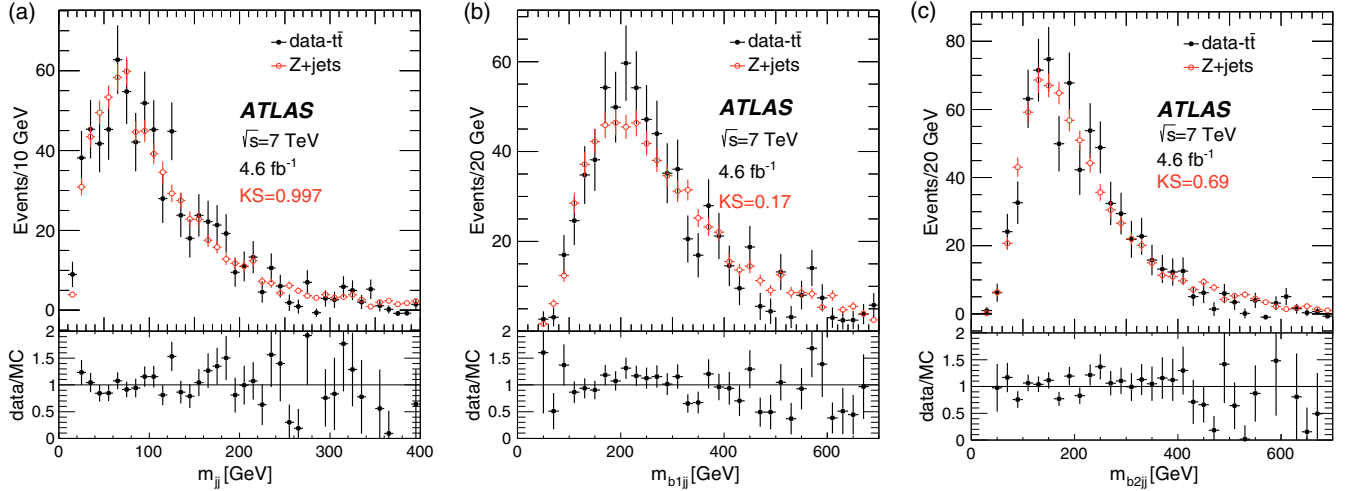 (a)
60
40
20
0
Events/10 GeV
data-tt̄
Z+jets
ATLAS
√s=7 TeV
4.6 fb⁻¹
KS=0.997
2
1.5
1
0.5
0
data/MC
0 100 200 300 400
m_jj [GeV]
(b)
60
40
20
0
Events/20 GeV
data-tt̄
Z+jets
ATLAS
√s=7 TeV
4.6 fb⁻¹
KS=0.17
2
1.5
1
0.5
0
data/MC
0 200 400 600
m_b1jj [GeV]
(c)
80
60
40
20
0
Events/20 GeV
data-tt̄
Z+jets
ATLAS
√s=7 TeV
4.6 fb⁻¹
KS=0.69
2
1.5
1
0.5
0
data/MC
0 200 400 600
m_b2jj [GeV]